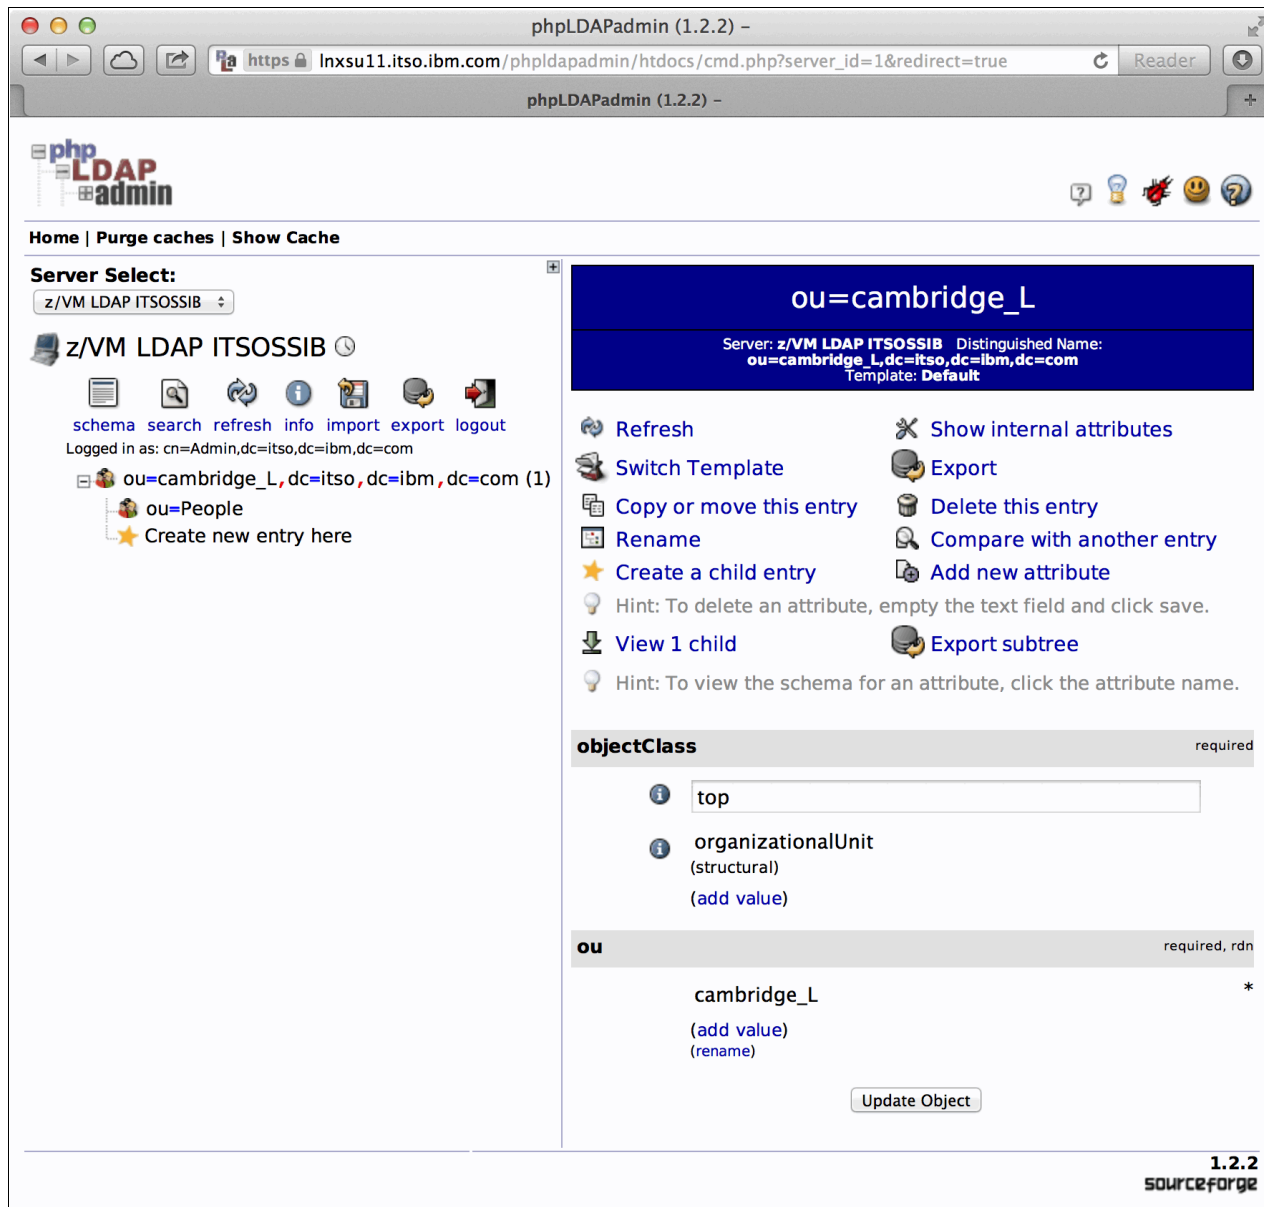 phpLDAPadmin (1.2.2) –
https lnxsu11.itso.ibm.com/phpldapadmin/htdocs/cmd.php?server_id=1&redirect=true Reader
phpLDAPadmin (1.2.2) –
php
LDAP
admin
Home | Purge caches | Show Cache
Server Select:
z/VM LDAP ITSOSSIB
z/VM LDAP ITSOSSIB
schema search refresh info import export logout
Logged in as: cn=Admin,dc=itso,dc=ibm,dc=com
ou=cambridge_L,dc=itso,dc=ibm,dc=com (1)
ou=People
Create new entry here
ou=cambridge_L
Server: z/VM LDAP ITSOSSIB Distinguished Name:
ou=cambridge_L,dc=itso,dc=ibm,dc=com
Template: Default
Refresh Show internal attributes
Switch Template Export
Copy or move this entry Delete this entry
Rename Compare with another entry
Create a child entry Add new attribute
Hint: To delete an attribute, empty the text field and click save.
View 1 child Export subtree
Hint: To view the schema for an attribute, click the attribute name.
objectClass required
top
organizationalUnit
(structural)
(add value)
ou required, rdn
cambridge_L *
(add value)
(rename)
Update Object
1.2.2
sourceforge